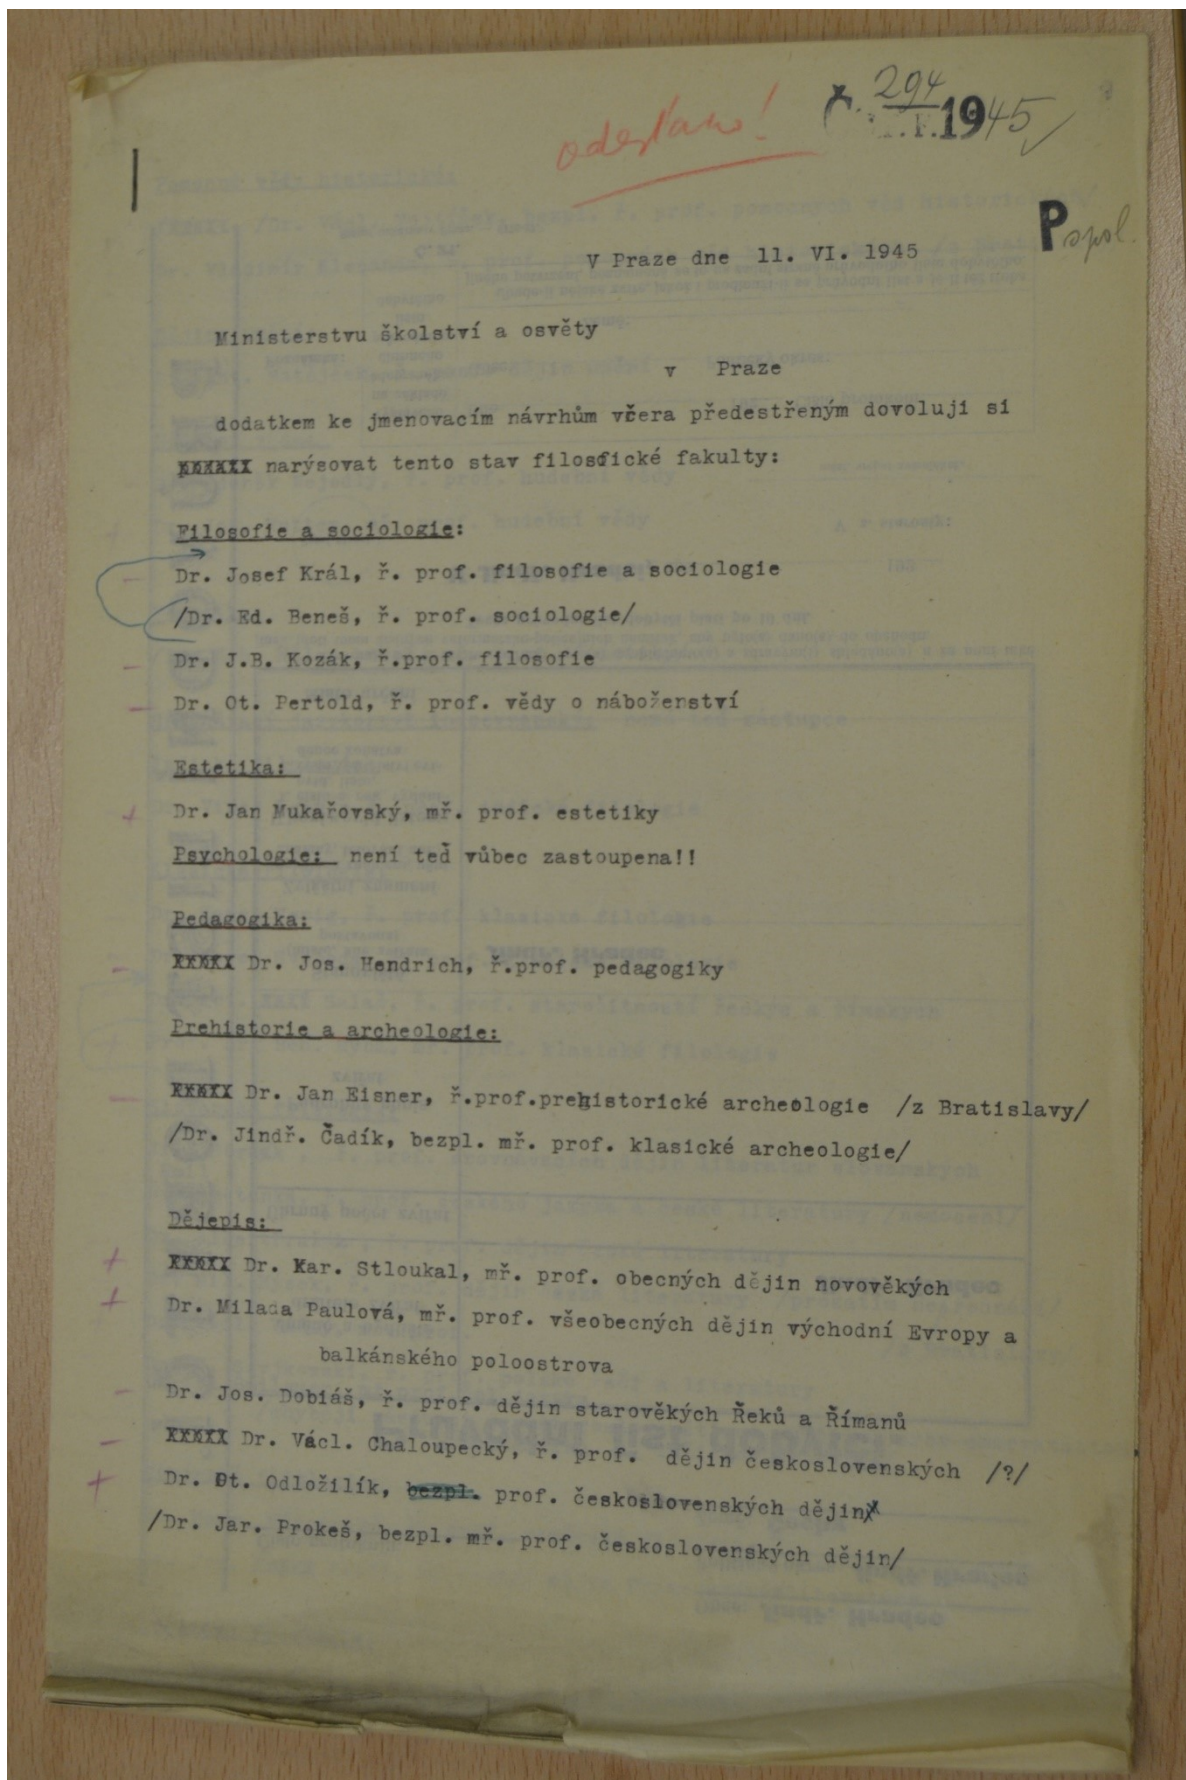 odesláno!
Č. 294
1945
P spol.
V Praze dne 11. VI. 1945
Ministerstvu školství a osvěty
v Praze
dodatkem ke jmenovacím návrhům včera předestřeným dovoluji si
narýsovat tento stav filosofické fakulty:
Filosofie a sociologie:
Dr. Josef Král, ř. prof. filosofie a sociologie
/Dr. Ed. Beneš, ř. prof. sociologie/
- Dr. J.B. Kozák, ř.prof. filosofie
- Dr. Ot. Pertold, ř. prof. vědy o náboženství
Estetika:
+ Dr. Jan Mukařovský, mř. prof. estetiky
Psychologie: není teď vůbec zastoupena!!
Pedagogika:
- XXXXX Dr. Jos. Hendrich, ř.prof. pedagogiky
Prehistorie a archeologie:
- XXXXX Dr. Jan Eisner, ř.prof.prehistorické archeologie /z Bratislavy/
/Dr. Jindř. Čadík, bezpl. mř. prof. klasické archeologie/
Dějepis:
+ XXXXX Dr. Kar. Stloukal, mř. prof. obecných dějin novověkých
+ Dr. Milada Paulová, mř. prof. všeobecných dějin východní Evropy a
balkánského poloostrova
- Dr. Jos. Dobiáš, ř. prof. dějin starověkých Řeků a Římanů
- XXXXX Dr. Václ. Chaloupecký, ř. prof. dějin československých /?/
+ Dr. Ot. Odložilík, bezpl. prof. československých dějin
/Dr. Jar. Prokeš, bezpl. mř. prof. československých dějin/